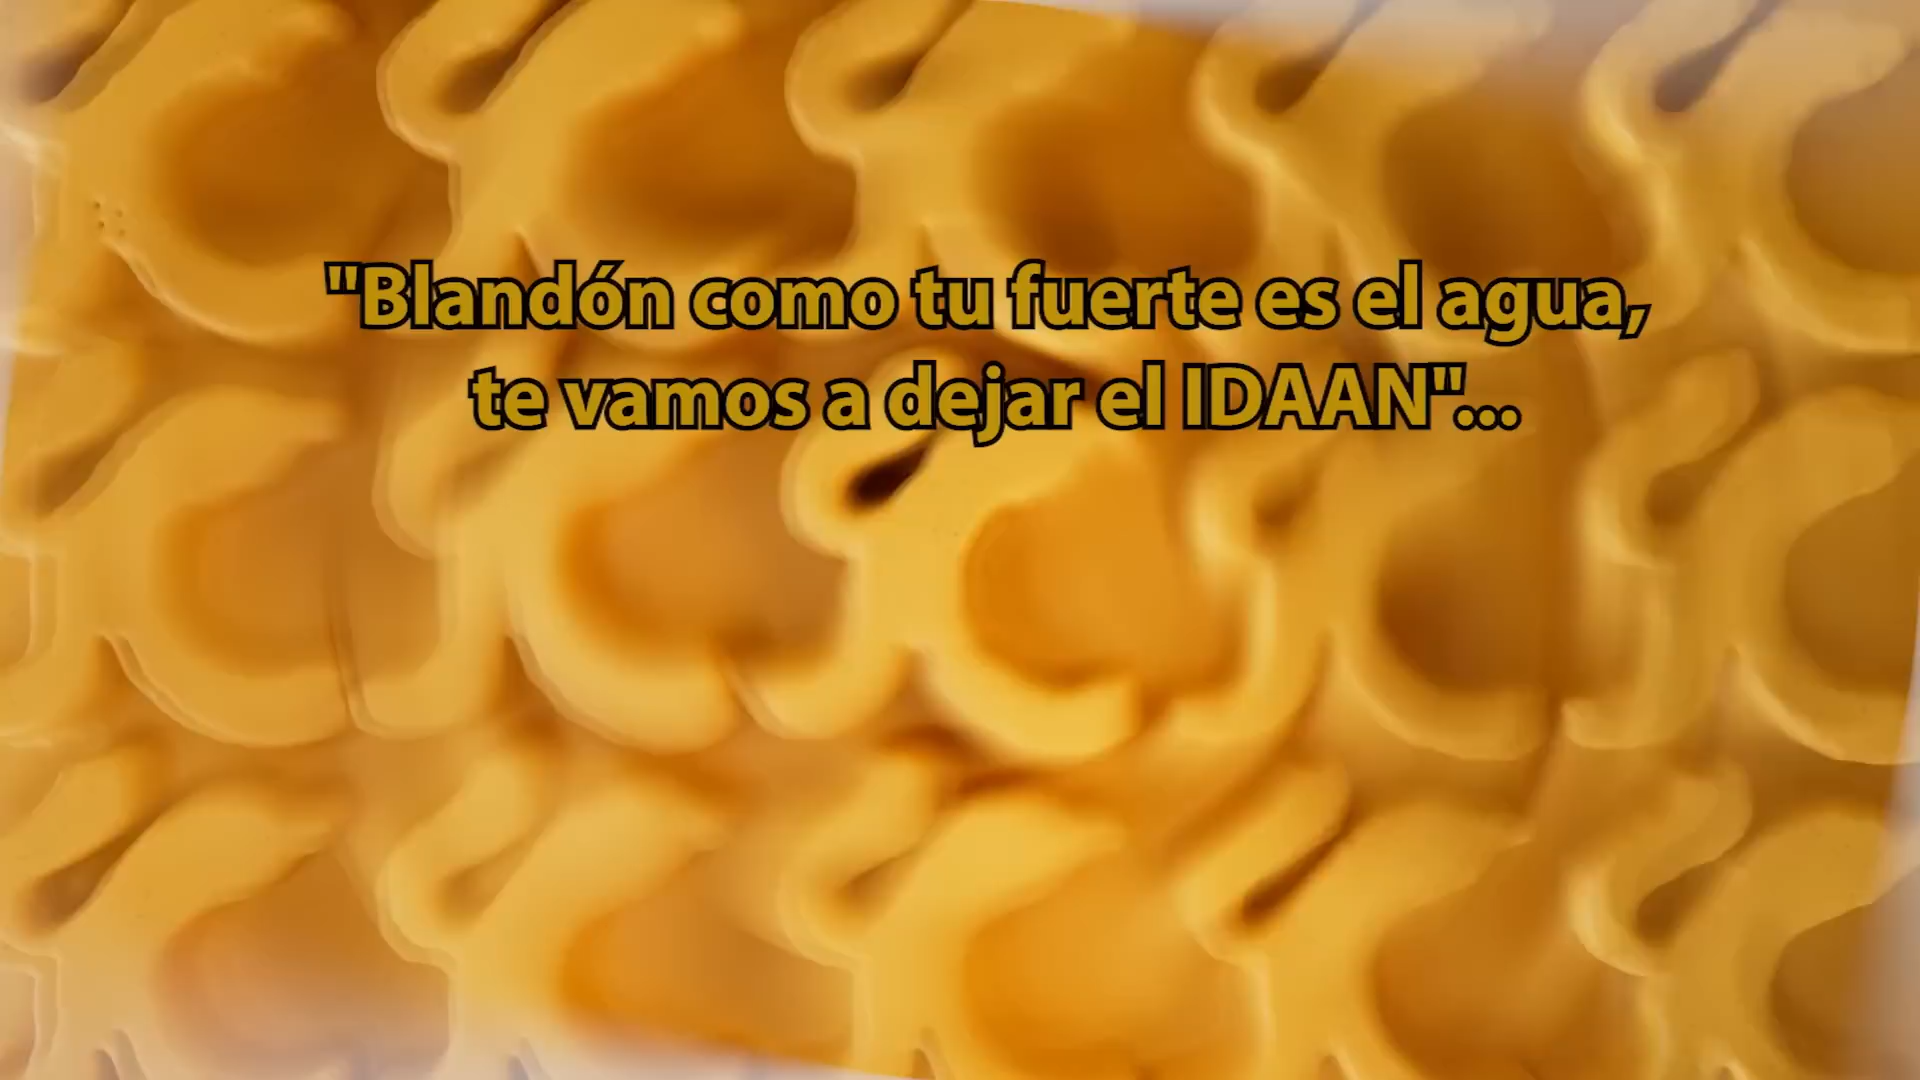 "Blandón como tu fuerte es el agua,
te vamos a dejar el IDAAN"...